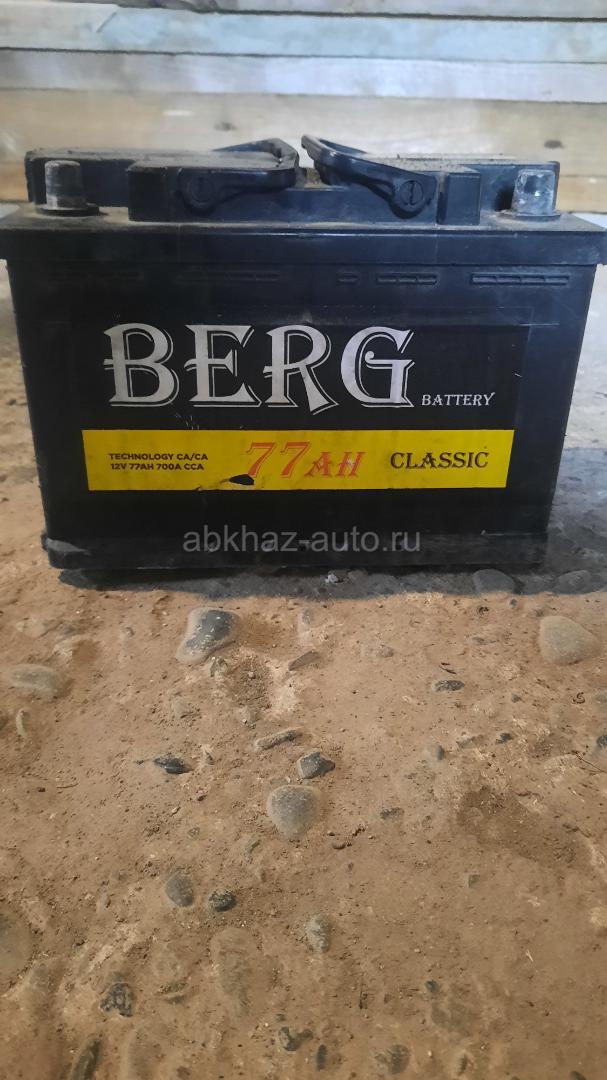 BERG
BATTERY
TECHNOLOGY CA/CA
12V 77AH 700A CCA
77AH
CLASSIC
abkhaz-auto.ru